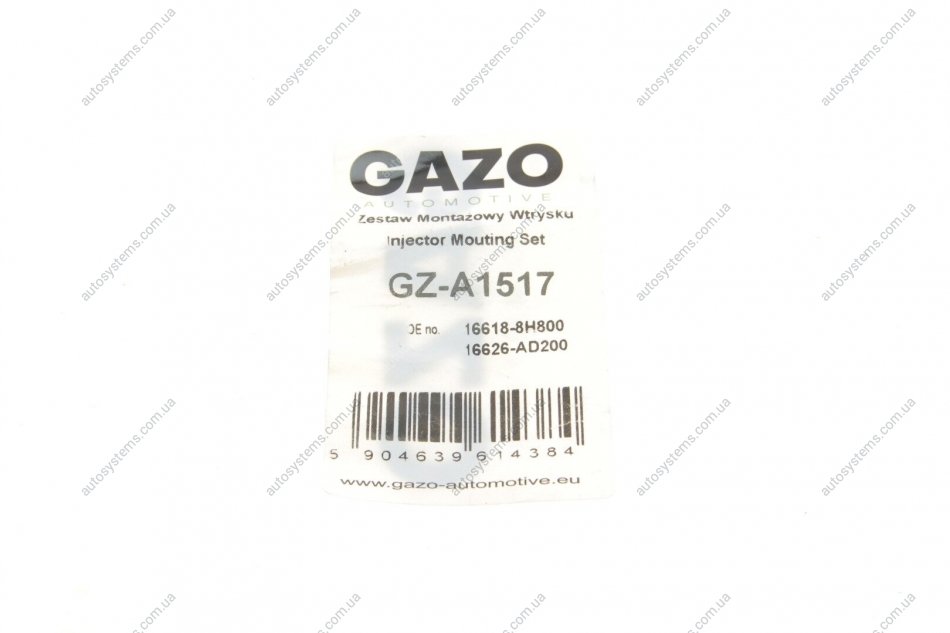 GAZO
AUTOMOTIVE
Zestaw Montażowy Wtrysku
Injector Mouting Set
GZ-A1517
OE no. 16618-8H800
16626-AD200
5 904639 614384
www.gazo-automotive.eu
autosystems.com.ua